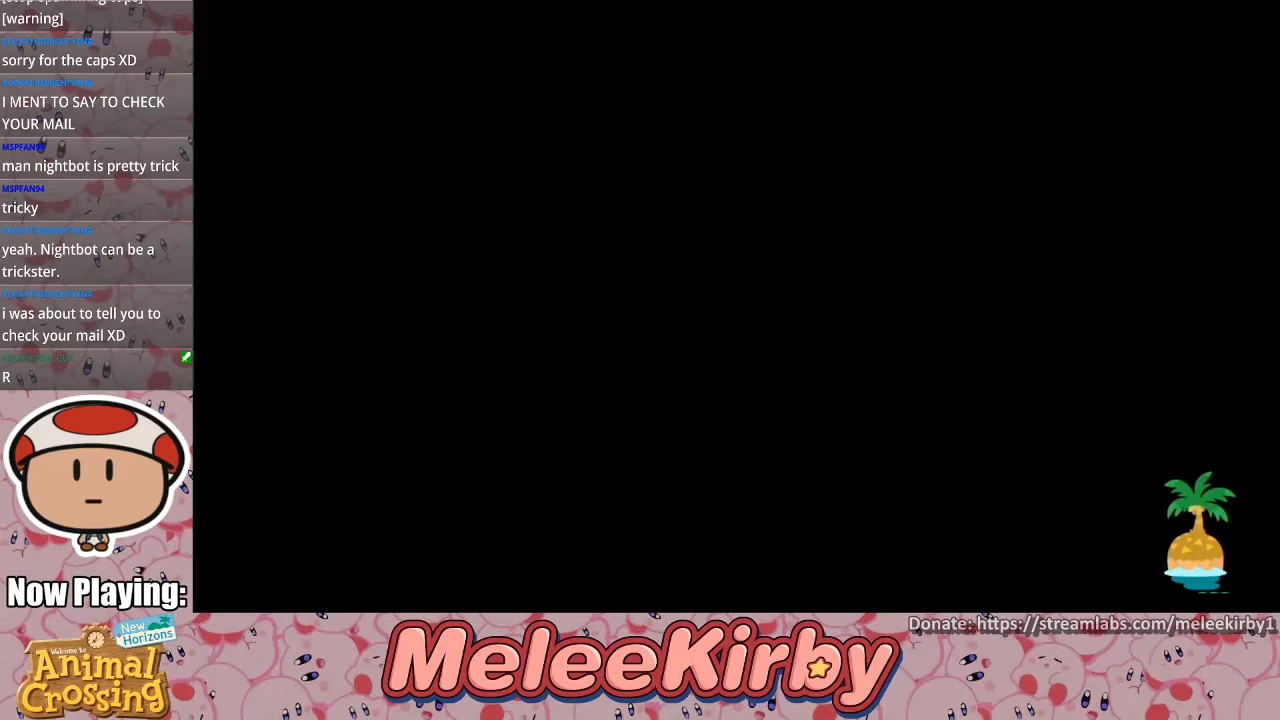 [warning]
sorry for the caps XD
I MENT TO SAY TO CHECK
YOUR MAIL
MSPFAN94
man nightbot is pretty trick
MSPFAN94
tricky
yeah. Nightbot can be a
trickster.
i was about to tell you to
check your mail XD
R
Now Playing:
Welcome to
Animal
Crossing
New
Horizons
MeleeKirby
Donate: https://streamlabs.com/meleekirby1